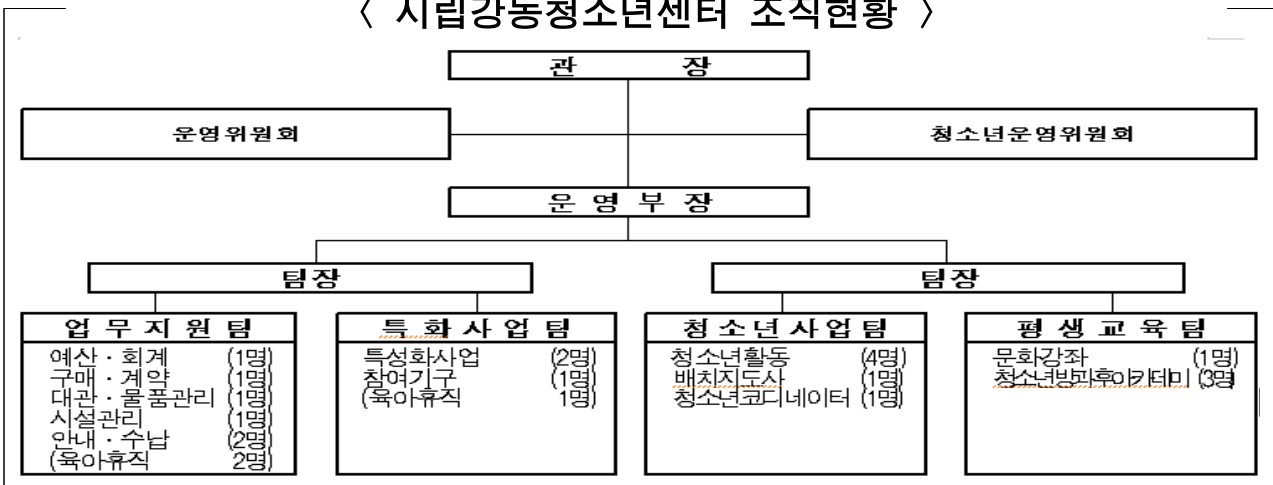 〈 시립강동청소년센터 조직현황 〉
관 장
운영위원회
청소년운영위원회
운 영 부 장
팀장
팀장
업 무 지 원 팀
예산 · 회계 (1명)
구매 · 계약 (1명)
대관 · 물품관리 (1명)
시설관리 (1명)
안내 · 수납 (2명)
(육아휴직 2명)
특 화 사 업 팀
특성화사업 (2명)
참여기구 (1명)
(육아휴직 1명)
청 소 년 사 업 팀
청소년활동 (4명)
배치지도사 (1명)
청소년코디네이터 (1명)
평 생 교 육 팀
문화강좌 (1명)
청소년방과후아카데미 (3명)